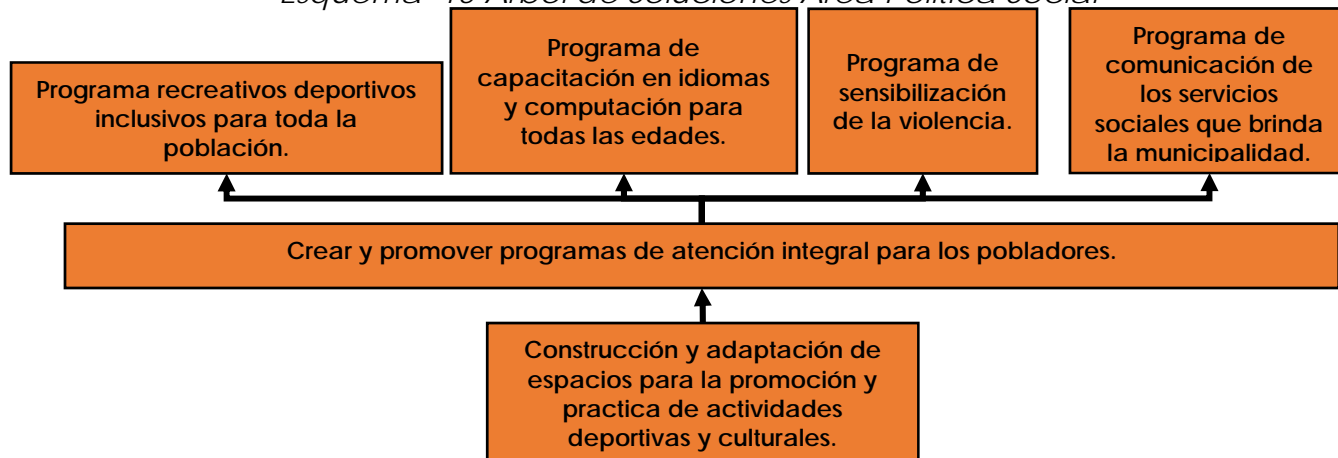 Programa recreativos deportivos
inclusivos para toda la
población.
Programa de
capacitación en idiomas
y computación para
todas las edades.
Programa de
sensibilización
de la violencia.
Programa de
comunicación de
los servicios
sociales que brinda
la municipalidad.
Crear y promover programas de atención integral para los pobladores.
Construcción y adaptación de
espacios para la promoción y
practica de actividades
deportivas y culturales.